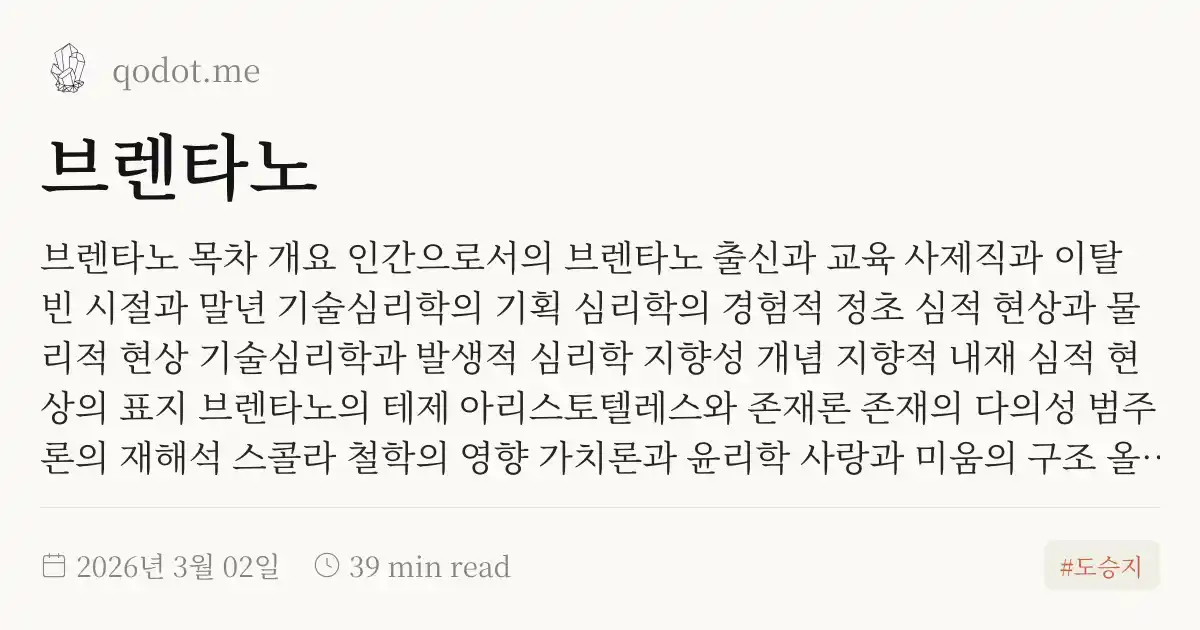 qodot.me
브렌타노
브렌타노 목차 개요 인간으로서의 브렌타노 출신과 교육 사제직과 이탈
빈 시절과 말년 기술심리학의 기획 심리학의 경험적 정초 심적 현상과 물
리적 현상 기술심리학과 발생적 심리학 지향성 개념 지향적 내재 심적 현
상의 표지 브렌타노의 테제 아리스토텔레스와 존재론 존재의 다의성 범주
론의 재해석 스콜라 철학의 영향 가치론과 윤리학 사랑과 미움의 구조 올··
2026년 3월 02일 39 min read #도승지